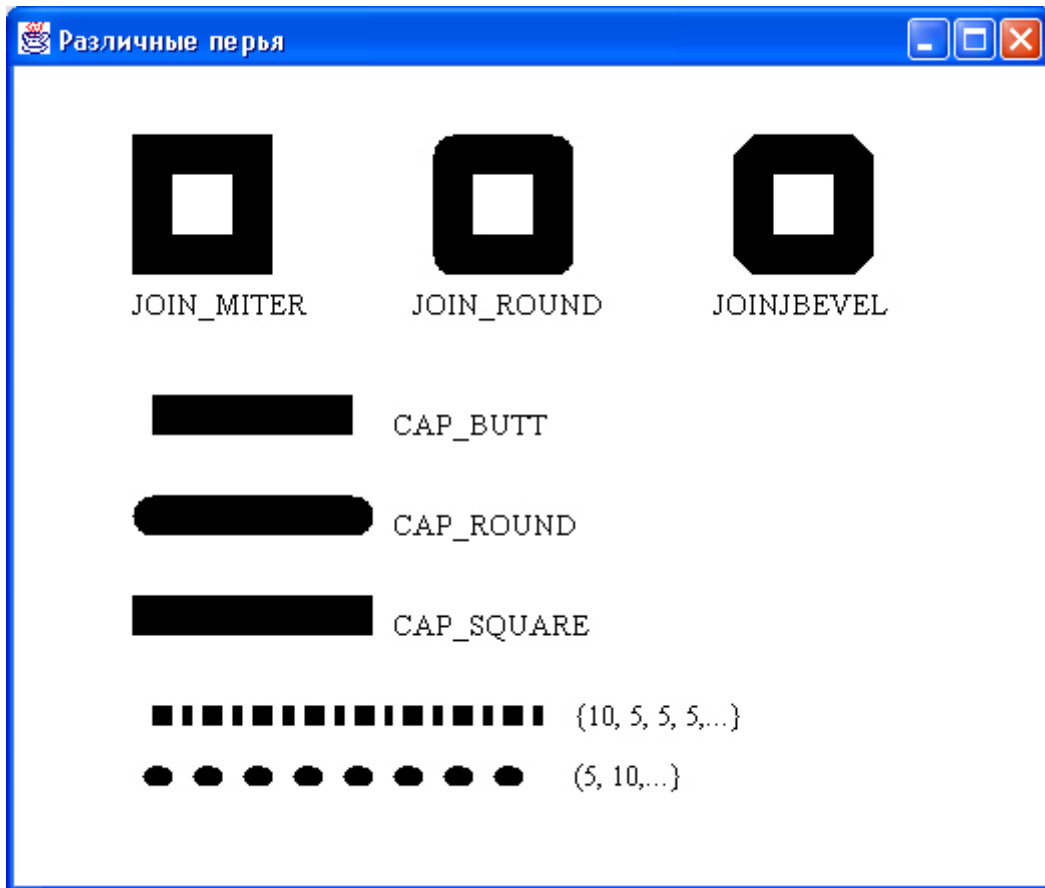 Различные перья
JOIN_MITER
JOIN_ROUND
JOINJBEVEL
CAP_BUTT
CAP_ROUND
CAP_SQUARE
{10, 5, 5, 5,...}
(5, 10,...}